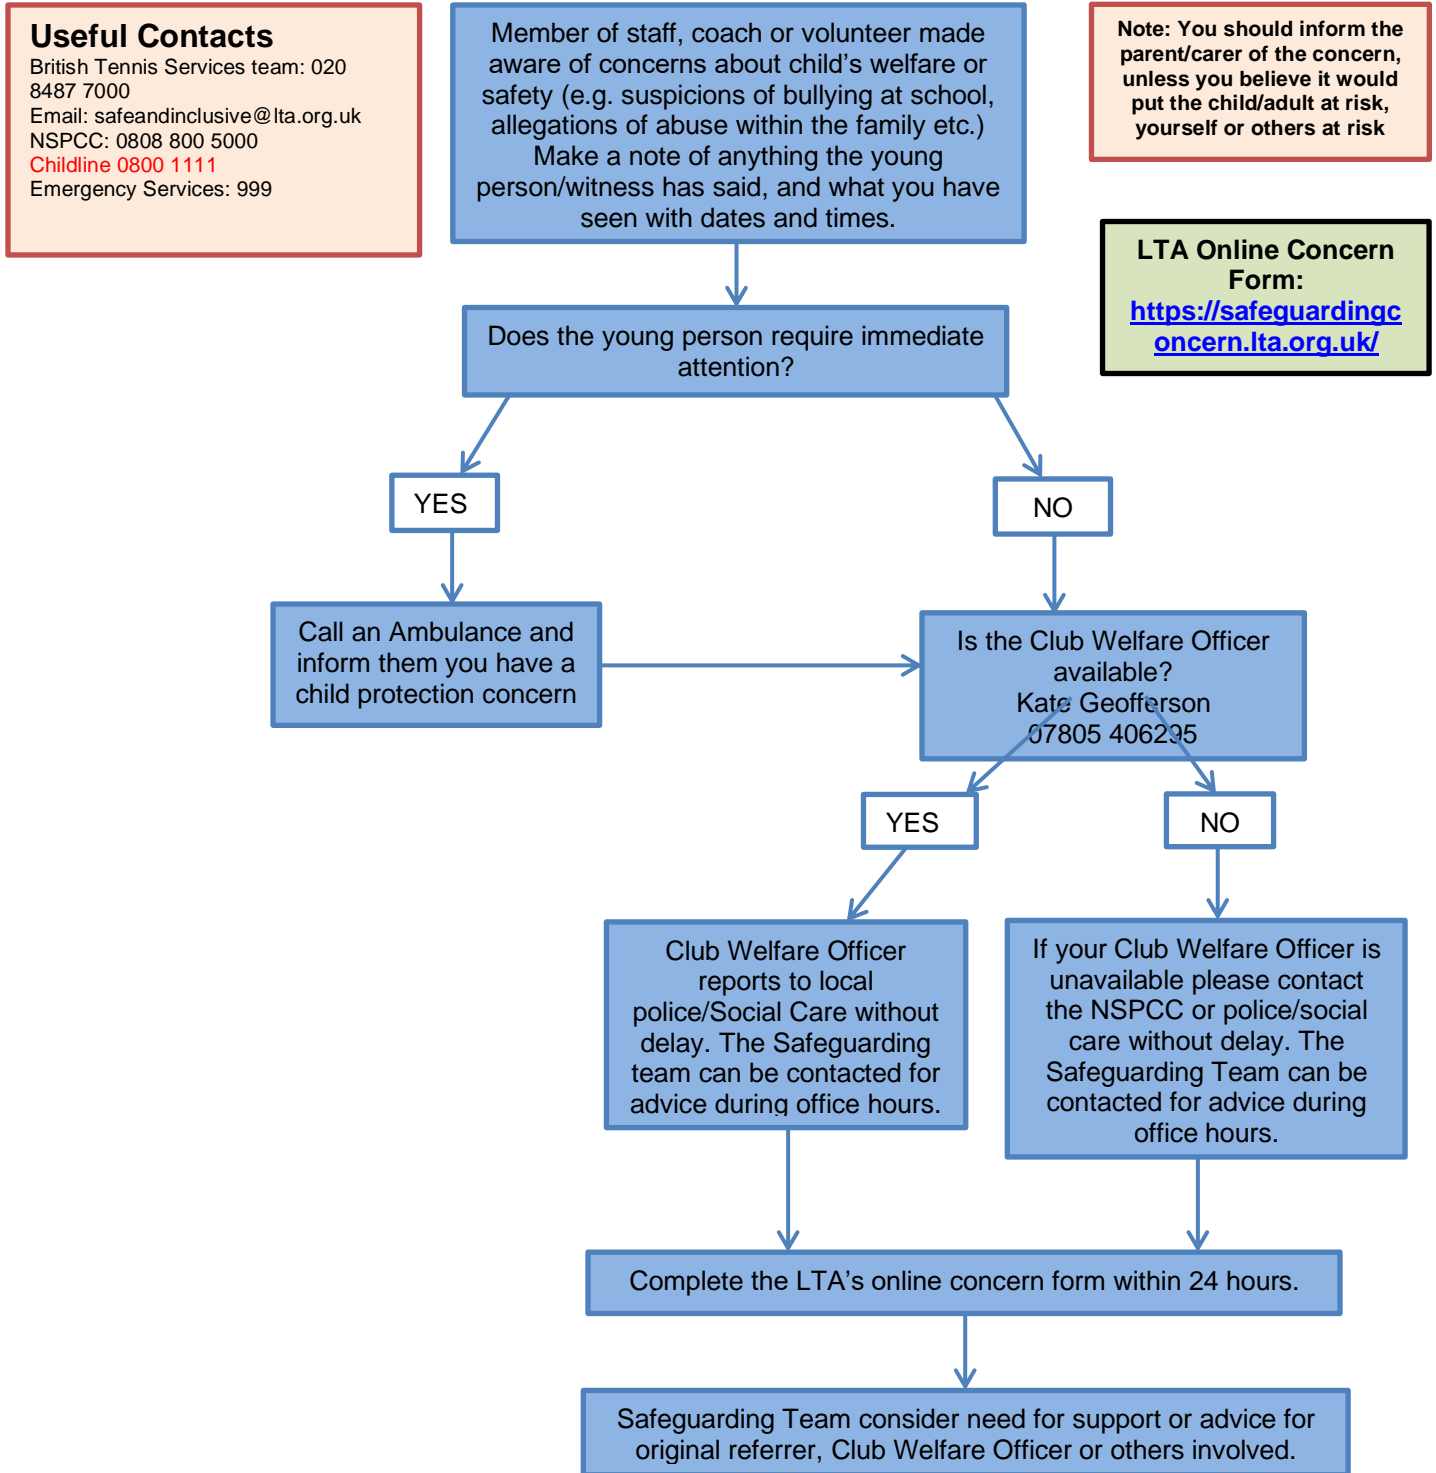 Useful Contacts
British Tennis Services team: 020
8487 7000
Email: safeandinclusive@lta.org.uk
NSPCC: 0808 800 5000
Childline 0800 1111
Emergency Services: 999
Member of staff, coach or volunteer made
aware of concerns about child's welfare or
safety (e.g. suspicions of bullying at school,
allegations of abuse within the family etc.)
Make a note of anything the young
person/witness has said, and what you have
seen with dates and times.
Note: You should inform the
parent/carer of the concern,
unless you believe it would
put the child/adult at risk,
yourself or others at risk
LTA Online Concern
Form:
https://safeguardingc
oncern.lta.org.uk/
Does the young person require immediate
attention?
YES
NO
Call an Ambulance and
inform them you have a
child protection concern
Is the Club Welfare Officer
available?
Kate Geofferson
07805 406295
YES
NO
Club Welfare Officer
reports to local
police/Social Care without
delay. The Safeguarding
team can be contacted for
advice during office hours.
If your Club Welfare Officer is
unavailable please contact
the NSPCC or police/social
care without delay. The
Safeguarding Team can be
contacted for advice during
office hours.
Complete the LTA's online concern form within 24 hours.
Safeguarding Team consider need for support or advice for
original referrer, Club Welfare Officer or others involved.